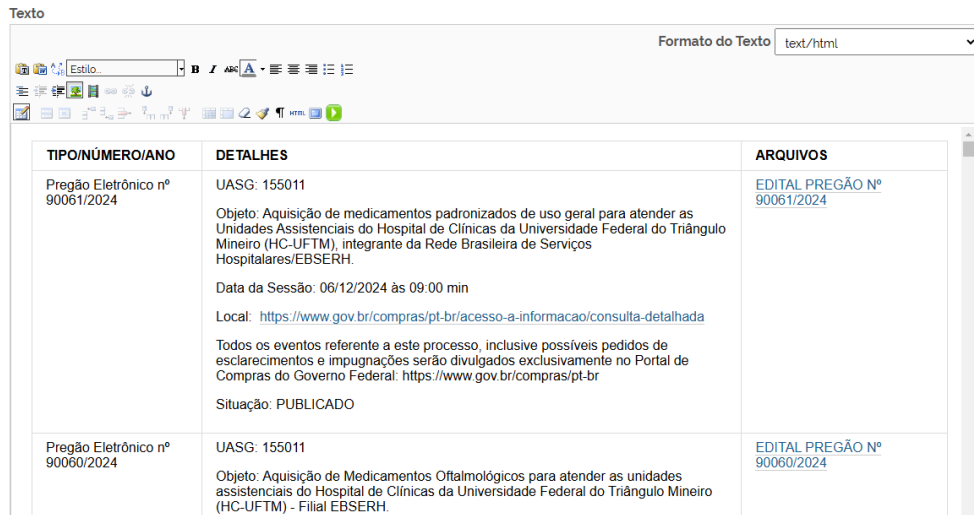 Texto
Formato do Texto text/html
Estilo... B I ABC A
HTML
TIPO/NÚMERO/ANO DETALHES ARQUIVOS
Pregão Eletrônico nº
90061/2024
UASG: 155011
Objeto: Aquisição de medicamentos padronizados de uso geral para atender as
Unidades Assistenciais do Hospital de Clínicas da Universidade Federal do Triângulo
Mineiro (HC-UFTM), integrante da Rede Brasileira de Serviços
Hospitalares/EBSERH.
Data da Sessão: 06/12/2024 às 09:00 min
Local: https://www.gov.br/compras/pt-br/acesso-a-informacao/consulta-detalhada
Todos os eventos referente a este processo, inclusive possíveis pedidos de
esclarecimentos e impugnações serão divulgados exclusivamente no Portal de
Compras do Governo Federal: https://www.gov.br/compras/pt-br
Situação: PUBLICADO
EDITAL PREGÃO Nº
90061/2024
Pregão Eletrônico nº
90060/2024
UASG: 155011
Objeto: Aquisição de Medicamentos Oftalmológicos para atender as unidades
assistenciais do Hospital de Clínicas da Universidade Federal do Triângulo Mineiro
(HC-UFTM) - Filial EBSERH.
EDITAL PREGÃO Nº
90060/2024